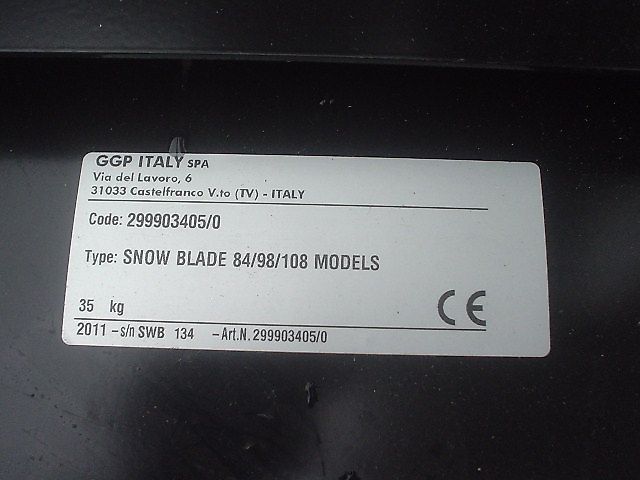 GGP ITALY SPA
Via del Lavoro, 6
31033 Castelfranco V.to (TV) - ITALY
Code: 299903405/0
Type: SNOW BLADE 84/98/108 MODELS
35 kg
CE
2011 - s/n SWB 134 - Art.N. 299903405/0